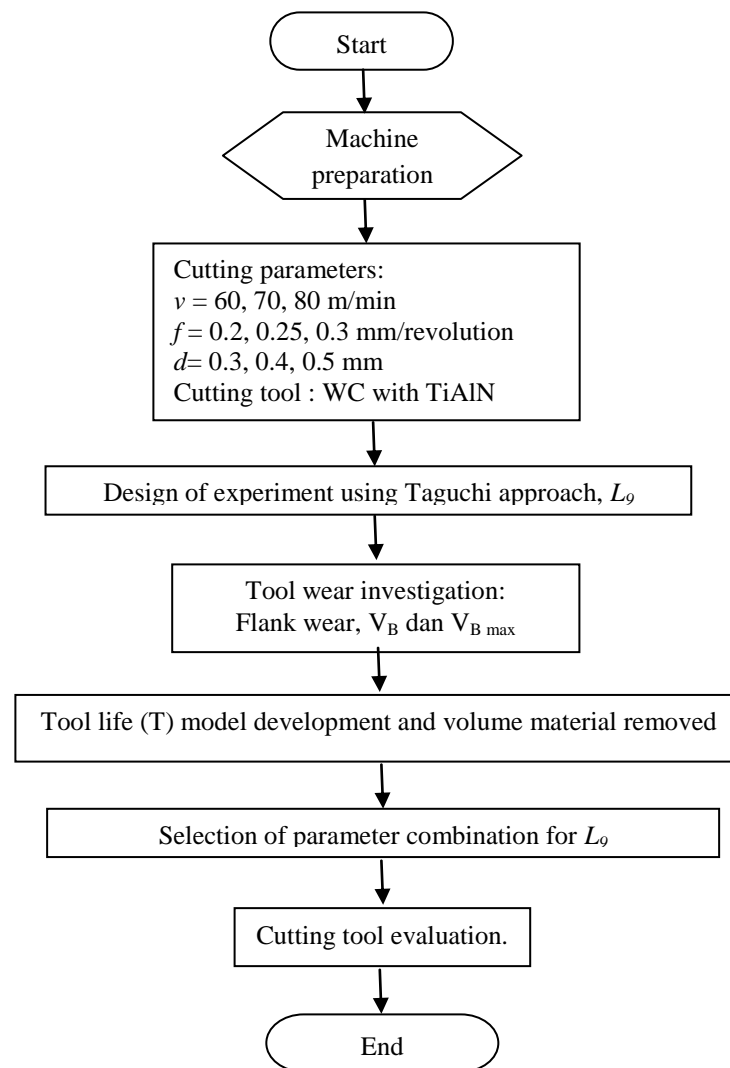 Start
Machine
preparation
Cutting parameters:
v = 60, 70, 80 m/min
f = 0.2, 0.25, 0.3 mm/revolution
d= 0.3, 0.4, 0.5 mm
Cutting tool : WC with TiAlN
Design of experiment using Taguchi approach, L₉
Tool wear investigation:
Flank wear, V_B dan V_B max
Tool life (T) model development and volume material removed
Selection of parameter combination for L₉
Cutting tool evaluation.
End